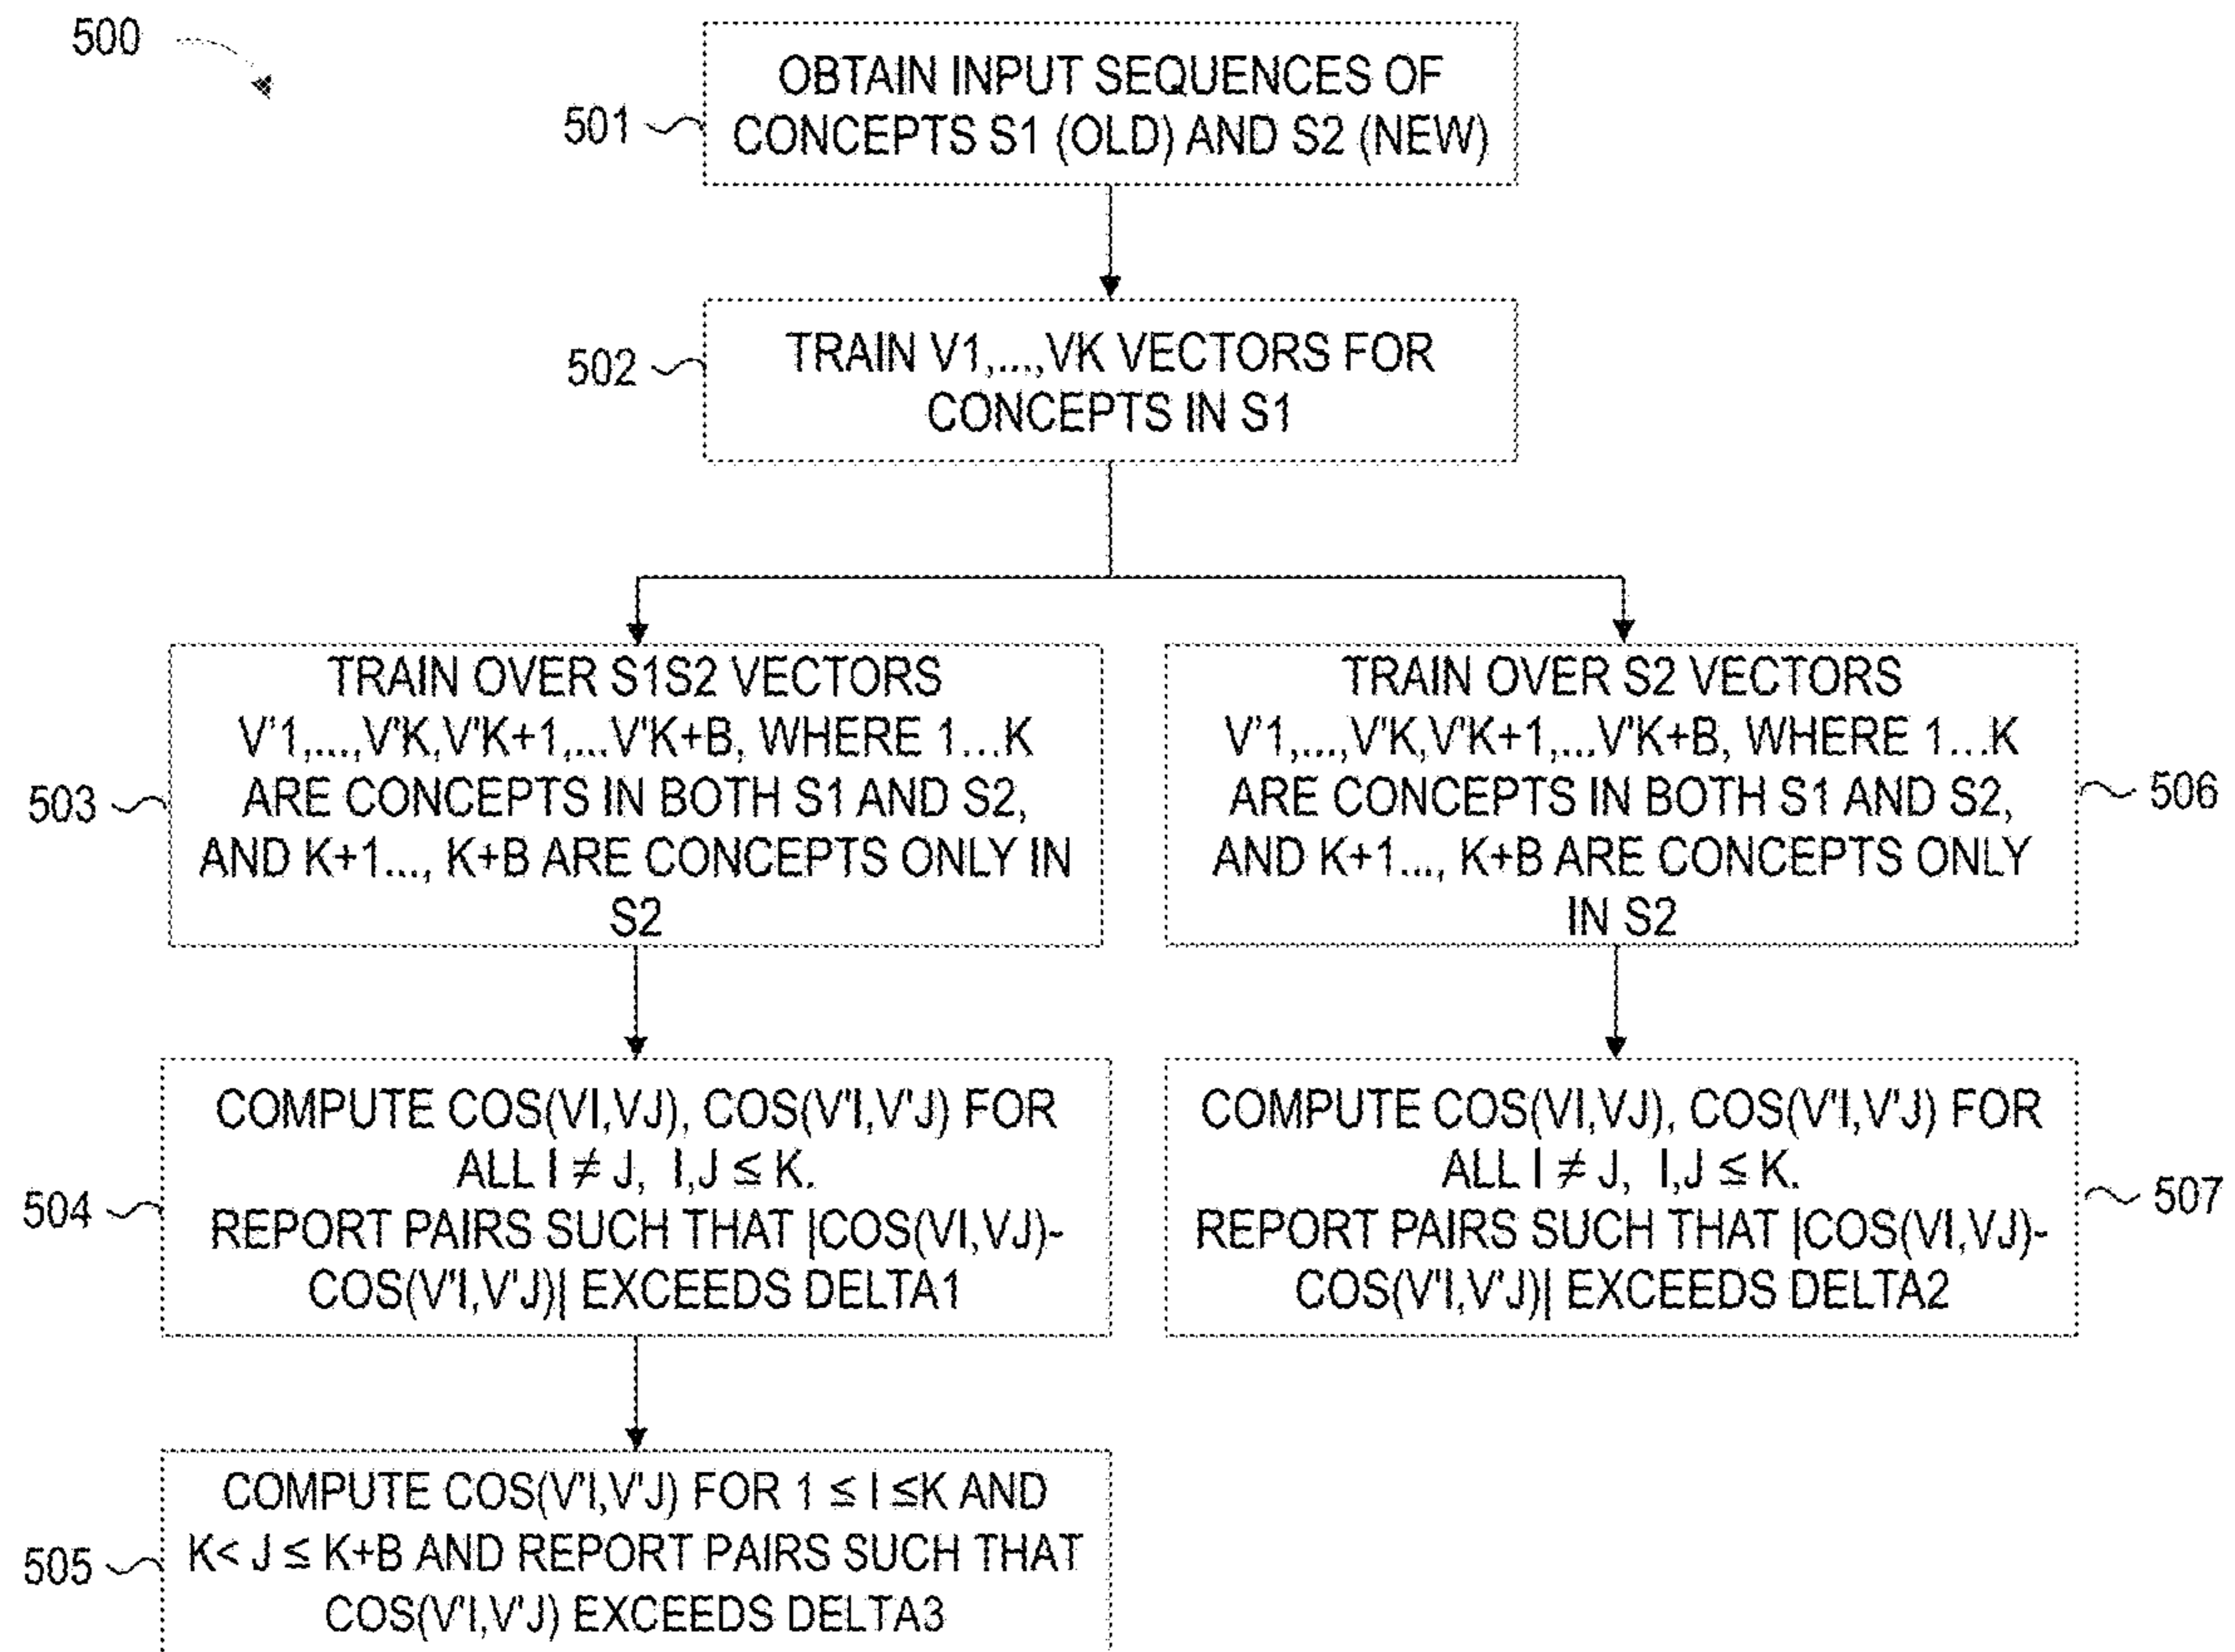 500
OBTAIN INPUT SEQUENCES OF
CONCEPTS S1 (OLD) AND S2 (NEW)
501
TRAIN V1,...,VK VECTORS FOR
CONCEPTS IN S1
502
TRAIN OVER S1S2 VECTORS
V'1,...,V'K,V'K+1,...V'K+B, WHERE 1...K
ARE CONCEPTS IN BOTH S1 AND S2,
AND K+1..., K+B ARE CONCEPTS ONLY IN
S2
503
TRAIN OVER S2 VECTORS
V'1,...,V'K,V'K+1,...V'K+B, WHERE 1...K
ARE CONCEPTS IN BOTH S1 AND S2,
AND K+1..., K+B ARE CONCEPTS ONLY
IN S2
506
COMPUTE COS(VI,VJ), COS(V'I,V'J) FOR
ALL I ≠ J, I,J ≤ K.
REPORT PAIRS SUCH THAT |COS(VI,VJ)-
COS(V'I,V'J)| EXCEEDS DELTA1
504
COMPUTE COS(VI,VJ), COS(V'I,V'J) FOR
ALL I ≠ J, I,J ≤ K.
REPORT PAIRS SUCH THAT |COS(VI,VJ)-
COS(V'I,V'J)| EXCEEDS DELTA2
507
COMPUTE COS(V'I,V'J) FOR 1 ≤ I ≤K AND
K< J ≤ K+B AND REPORT PAIRS SUCH THAT
COS(V'I,V'J) EXCEEDS DELTA3
505